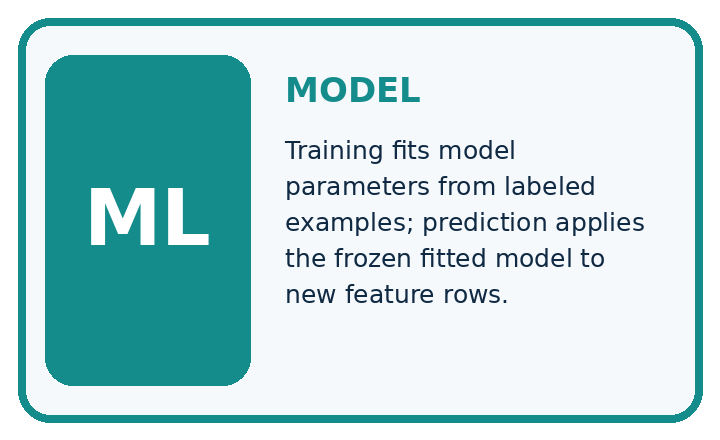 ML
MODEL
Training fits model
parameters from labeled
examples; prediction applies
the frozen fitted model to
new feature rows.